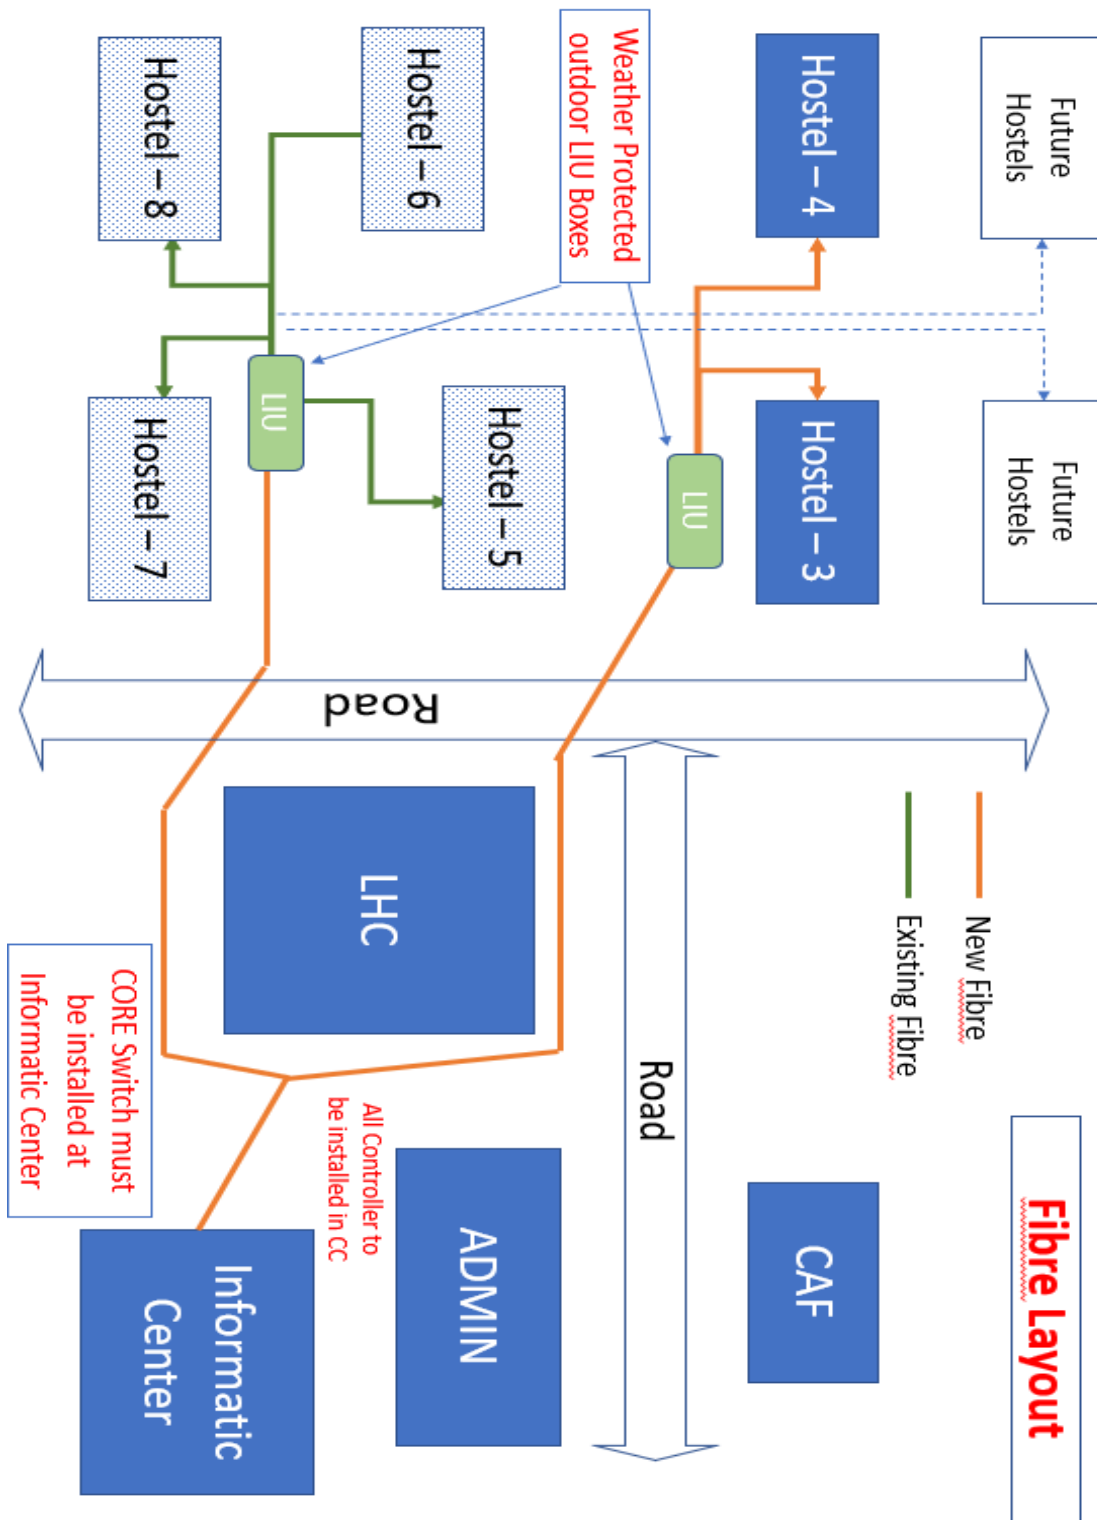 Fibre Layout
Future
Hostels
Future
Hostels
New Fibre
Existing Fibre
Hostel – 4
Hostel – 3
CAF
Weather Protected
outdoor LIU Boxes
LIU
Road
Road
Hostel – 6
Hostel – 5
LHC
ADMIN
All Controller to
be installed in CC
LIU
Hostel – 8
Hostel – 7
CORE Switch must
be installed at
Informatic Center
Informatic
Center